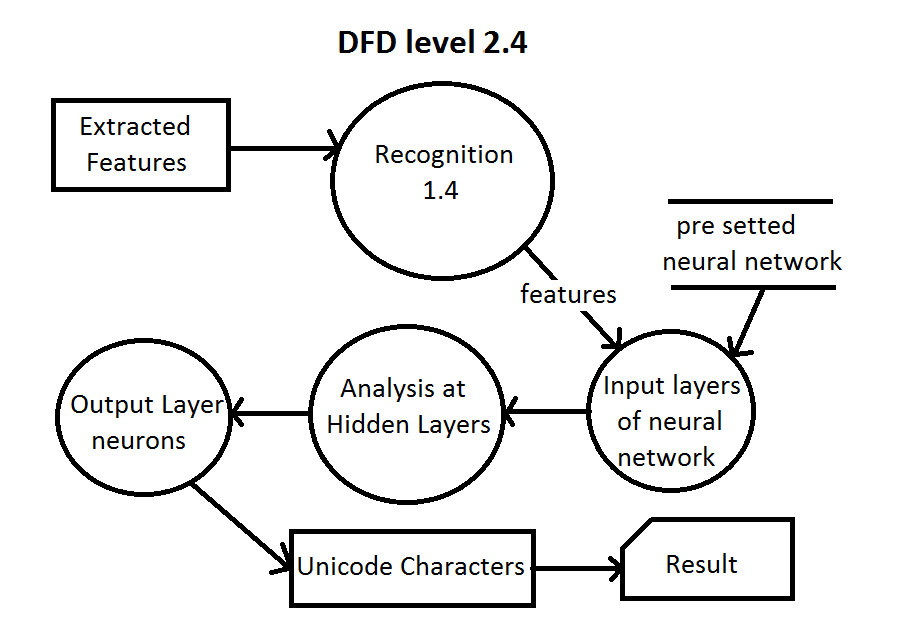 DFD level 2.4
Extracted
Features
Recognition
1.4
pre setted
neural network
features
Input layers
of neural
network
Analysis at
Hidden Layers
Output Layer
neurons
Unicode Characters
Result